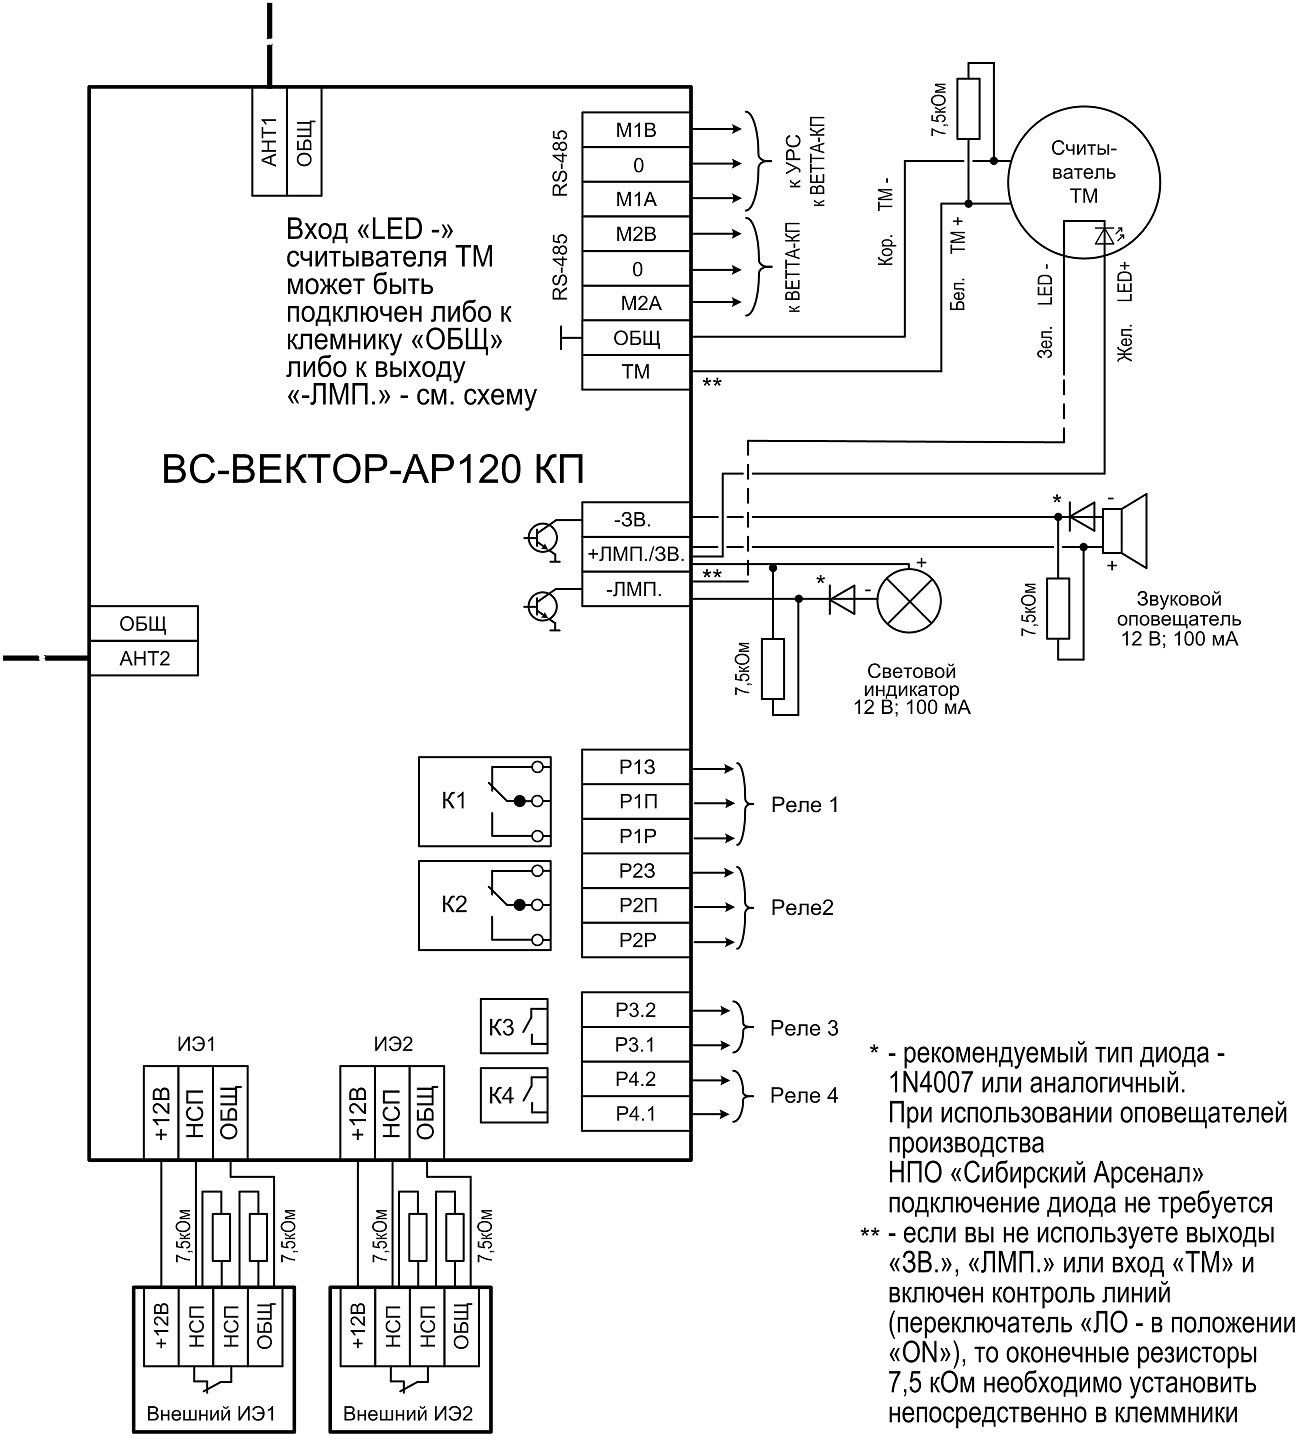 АНТ1
ОБЩ
RS-485
М1В
0
М1А
к УРС
к ВЕТТА-КП
RS-485
М2В
0
М2А
к ВЕТТА-КП
ОБЩ
ТМ
**
7,5кОм
Считы-
ватель
ТМ
Кор. ТМ -
Бел. ТМ +
Зел. LED -
Жел. LED+
Вход «LED -»
считывателя ТМ
может быть
подключен либо к
клемнику «ОБЩ»
либо к выходу
«-ЛМП.» - см. схему
ВС-ВЕКТОР-АР120 КП
-ЗВ.
+ЛМП./ЗВ.
-ЛМП.
**
*
-
+
7,5кОм
Звуковой
оповещатель
12 В; 100 мА
*
-
+
7,5кОм
Световой
индикатор
12 В; 100 мА
ОБЩ
АНТ2
К1
Р13
Р1П
Р1Р
Реле 1
К2
Р23
Р2П
Р2Р
Реле2
К3
Р3.2
Р3.1
Реле 3
К4
Р4.2
Р4.1
Реле 4
ИЭ1
+12В
НСП
ОБЩ
ИЭ2
+12В
НСП
ОБЩ
7,5кОм
7,5кОм
7,5кОм
7,5кОм
+12В
НСП
НСП
ОБЩ
Внешний ИЭ1
+12В
НСП
НСП
ОБЩ
Внешний ИЭ2
* - рекомендуемый тип диода -
1N4007 или аналогичный.
При использовании оповещателей
производства
НПО «Сибирский Арсенал»
подключение диода не требуется
** - если вы не используете выходы
«ЗВ.», «ЛМП.» или вход «ТМ» и
включен контроль линий
(переключатель «ЛО - в положении
«ON»), то оконечные резисторы
7,5 кОм необходимо установить
непосредственно в клеммники